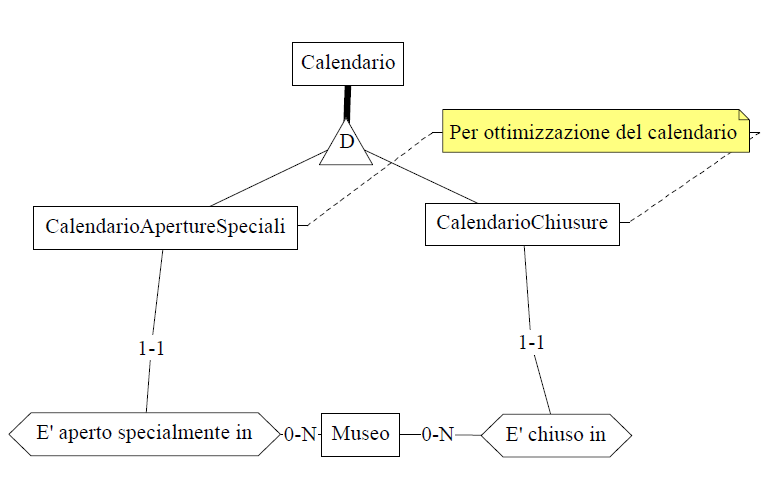 Calendario
D
Per ottimizzazione del calendario
CalendarioApertureSpeciali
CalendarioChiusure
1-1
1-1
E' aperto specialmente in
0-N
Museo
0-N
E' chiuso in